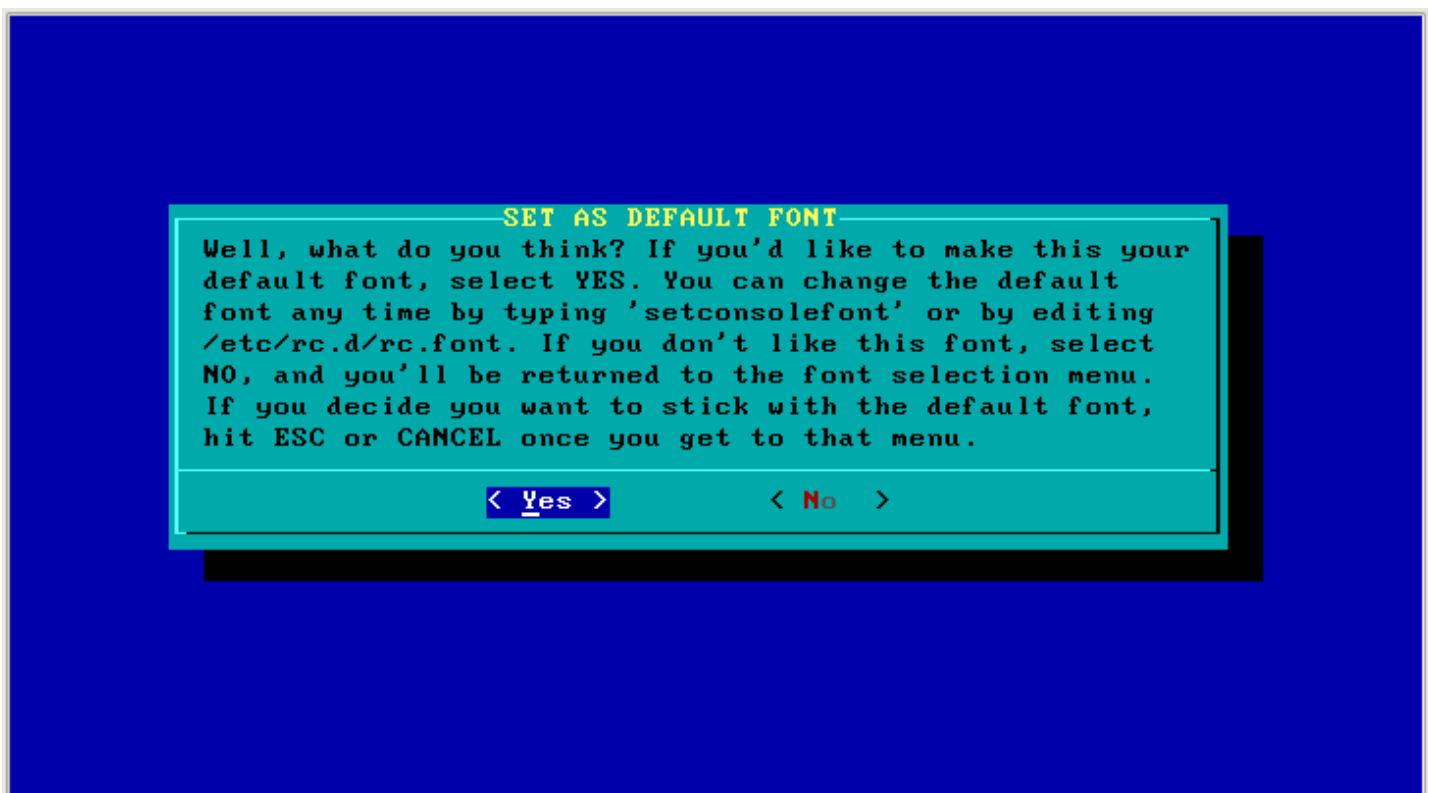 SET AS DEFAULT FONT
Well, what do you think? If you'd like to make this your
default font, select YES. You can change the default
font any time by typing 'setconsolefont' or by editing
/etc/rc.d/rc.font. If you don't like this font, select
NO, and you'll be returned to the font selection menu.
If you decide you want to stick with the default font,
hit ESC or CANCEL once you get to that menu.
< Yes > < No >